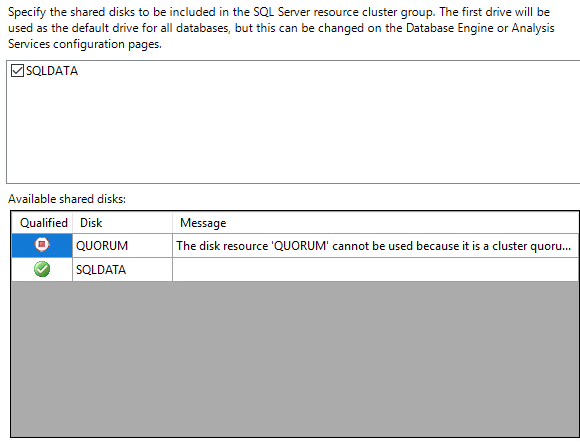 Specify the shared disks to be included in the SQL Server resource cluster group. The first drive will be
used as the default drive for all databases, but this can be changed on the Database Engine or Analysis
Services configuration pages.
SQLDATA
Available shared disks:
Qualified Disk Message
QUORUM The disk resource 'QUORUM' cannot be used because it is a cluster quoru...
SQLDATA